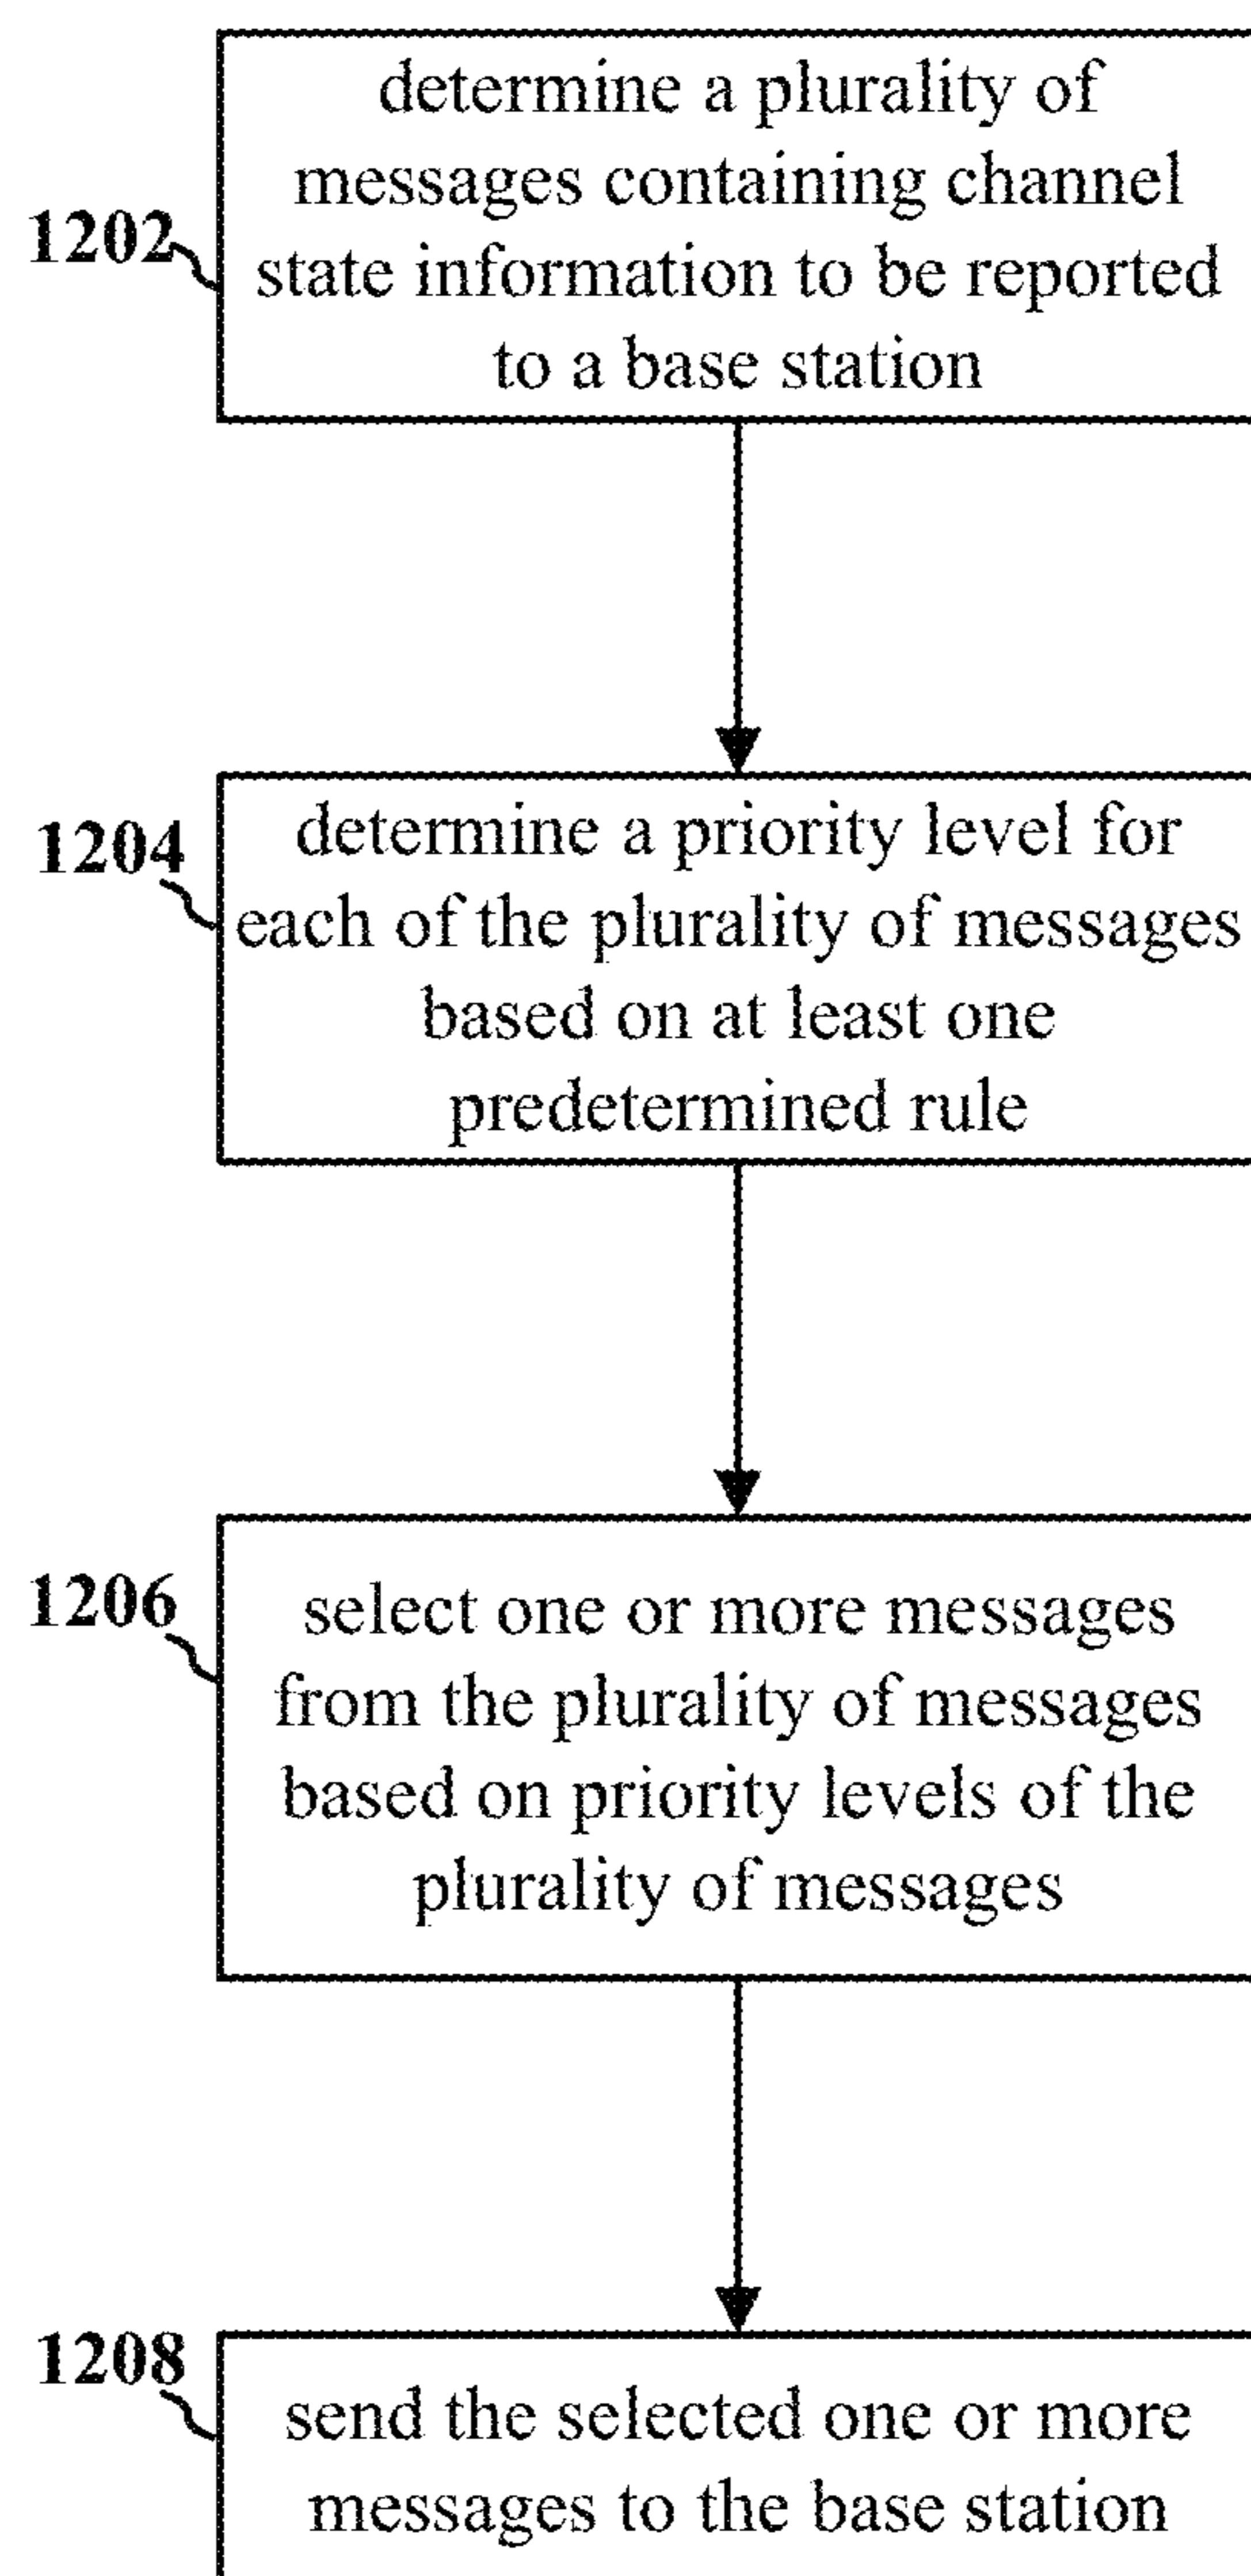 determine a plurality of
messages containing channel
1202
state information to be reported
to a base station
1204
determine a priority level for
each of the plurality of messages
based on at least one
predetermined rule
1206
select one or more messages
from the plurality of messages
based on priority levels of the
plurality of messages
1208
send the selected one or more
messages to the base station